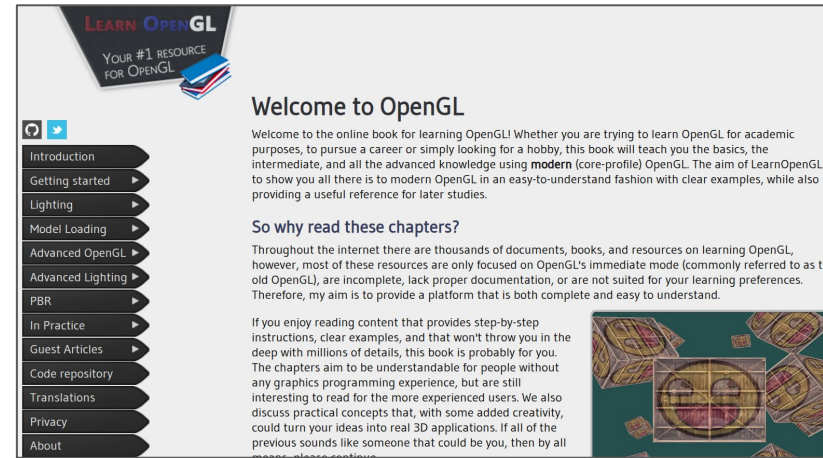 LEARN OPENGL
YOUR #1 RESOURCE
FOR OPENGL
Introduction
Getting started
Lighting
Model Loading
Advanced OpenGL
Advanced Lighting
PBR
In Practice
Guest Articles
Code repository
Translations
Privacy
About
Welcome to OpenGL
Welcome to the online book for learning OpenGL! Whether you are trying to learn OpenGL for academic
purposes, to pursue a career or simply looking for a hobby, this book will teach you the basics, the
intermediate, and all the advanced knowledge using modern (core-profile) OpenGL. The aim of LearnOpenGL
to show you all there is to modern OpenGL in an easy-to-understand fashion with clear examples, while also
providing a useful reference for later studies.
So why read these chapters?
Throughout the internet there are thousands of documents, books, and resources on learning OpenGL,
however, most of these resources are only focused on OpenGL's immediate mode (commonly referred to as t
old OpenGL), are incomplete, lack proper documentation, or are not suited for your learning preferences.
Therefore, my aim is to provide a platform that is both complete and easy to understand.
If you enjoy reading content that provides step-by-step
instructions, clear examples, and that won't throw you in the
deep with millions of details, this book is probably for you.
The chapters aim to be understandable for people without
any graphics programming experience, but are still
interesting to read for the more experienced users. We also
discuss practical concepts that, with some added creativity,
could turn your ideas into real 3D applications. If all of the
previous sounds like someone that could be you, then by all
means, please continue